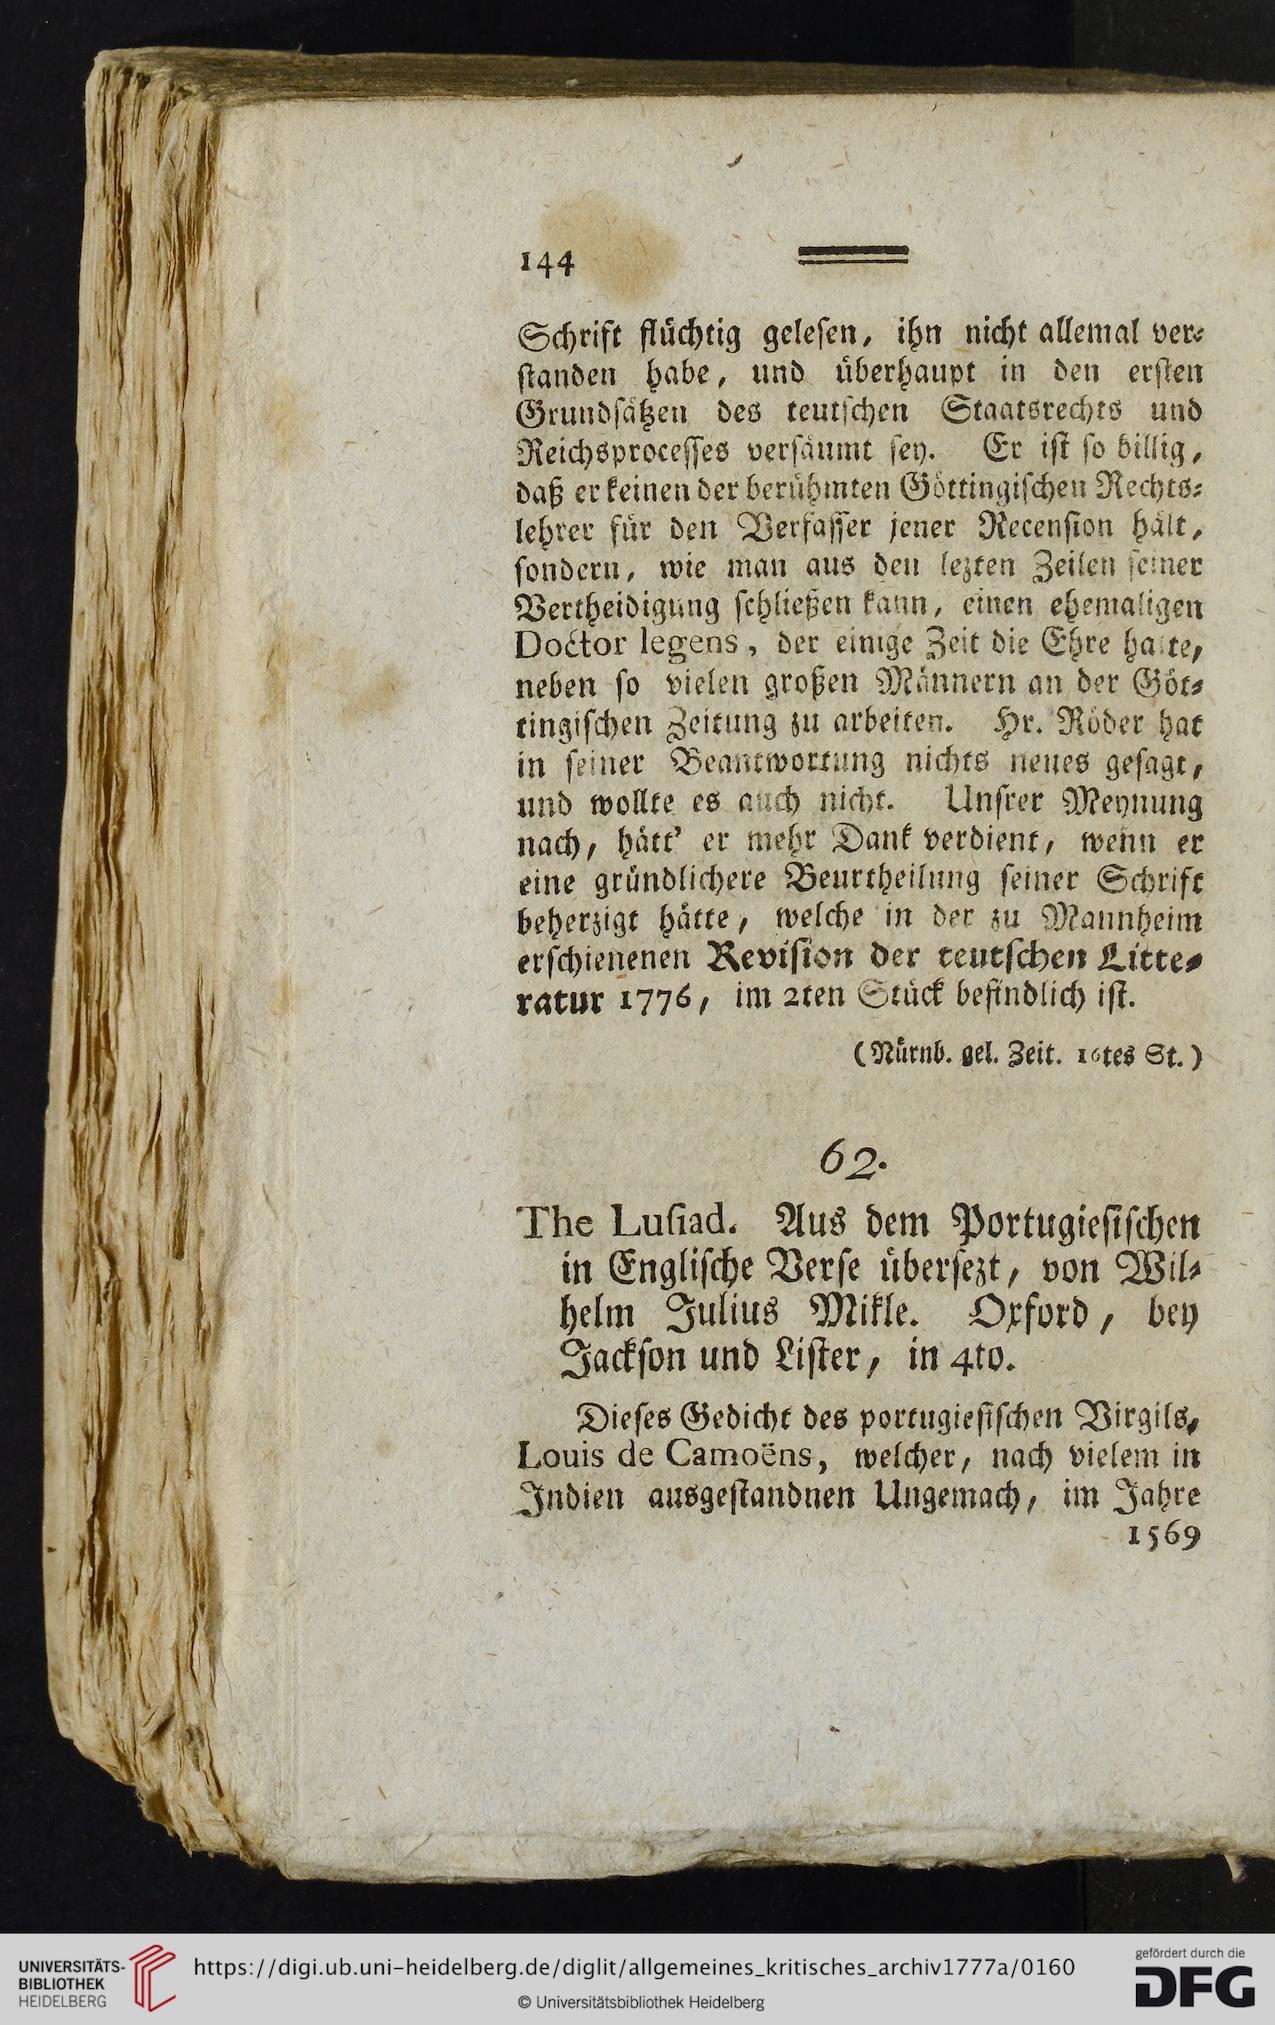 144
Schrift flüchtig gelesen, ihn nicht allemal ver-
standen habe, und überhaupt in den ersten
Grundsätzen des teutschen Staatsrechts und
Reichsprocesses versäumt sey. Er ist so billig,
daß er keinen der berühmten Göttingischen Rechts-
lehrer für den Verfasser jener Recension hält,
sondern, wie man aus den lezten Zeilen seiner
Vertheidigung schließen kann, einen ehemaligen
Doctor legens, der einige Zeit die Ehre hatte,
neben so vielen großen Männern an der Göt-
tingischen Zeitung zu arbeiten. Hr. Röder hat
in seiner Beantwortung nichts neues gesagt,
und wollte es auch nicht. Unsrer Meynung
nach, hätt' er mehr Dank verdient, wenn er
eine gründlichere Beurtheilung seiner Schrift
beherzigt hätte, welche in der zu Mannheim
erschienenen Revision der teutschen Litte-
ratur 1776, im 2ten Stück befindlich ist.
(Nürnb. gel. Zeit. 16tes St.)
62.
The Lusiad. Aus dem Portugiesischen
in Englische Verse übersezt, von Wil-
helm Julius Mikle. Oxford, bey
Jackson und Lister, in 4to.
Dieses Gedicht des portugiesischen Virgils,
Louis de Camoëns, welcher, nach vielem in
Indien ausgestandnen Ungemach, im Jahre
1569
UNIVERSITÄTS-
BIBLIOTHEK
HEIDELBERG
https://digi.ub.uni-heidelberg.de/diglit/allgemeines_kritisches_archiv1777a/0160
© Universitätsbibliothek Heidelberg
gefördert durch die
DFG